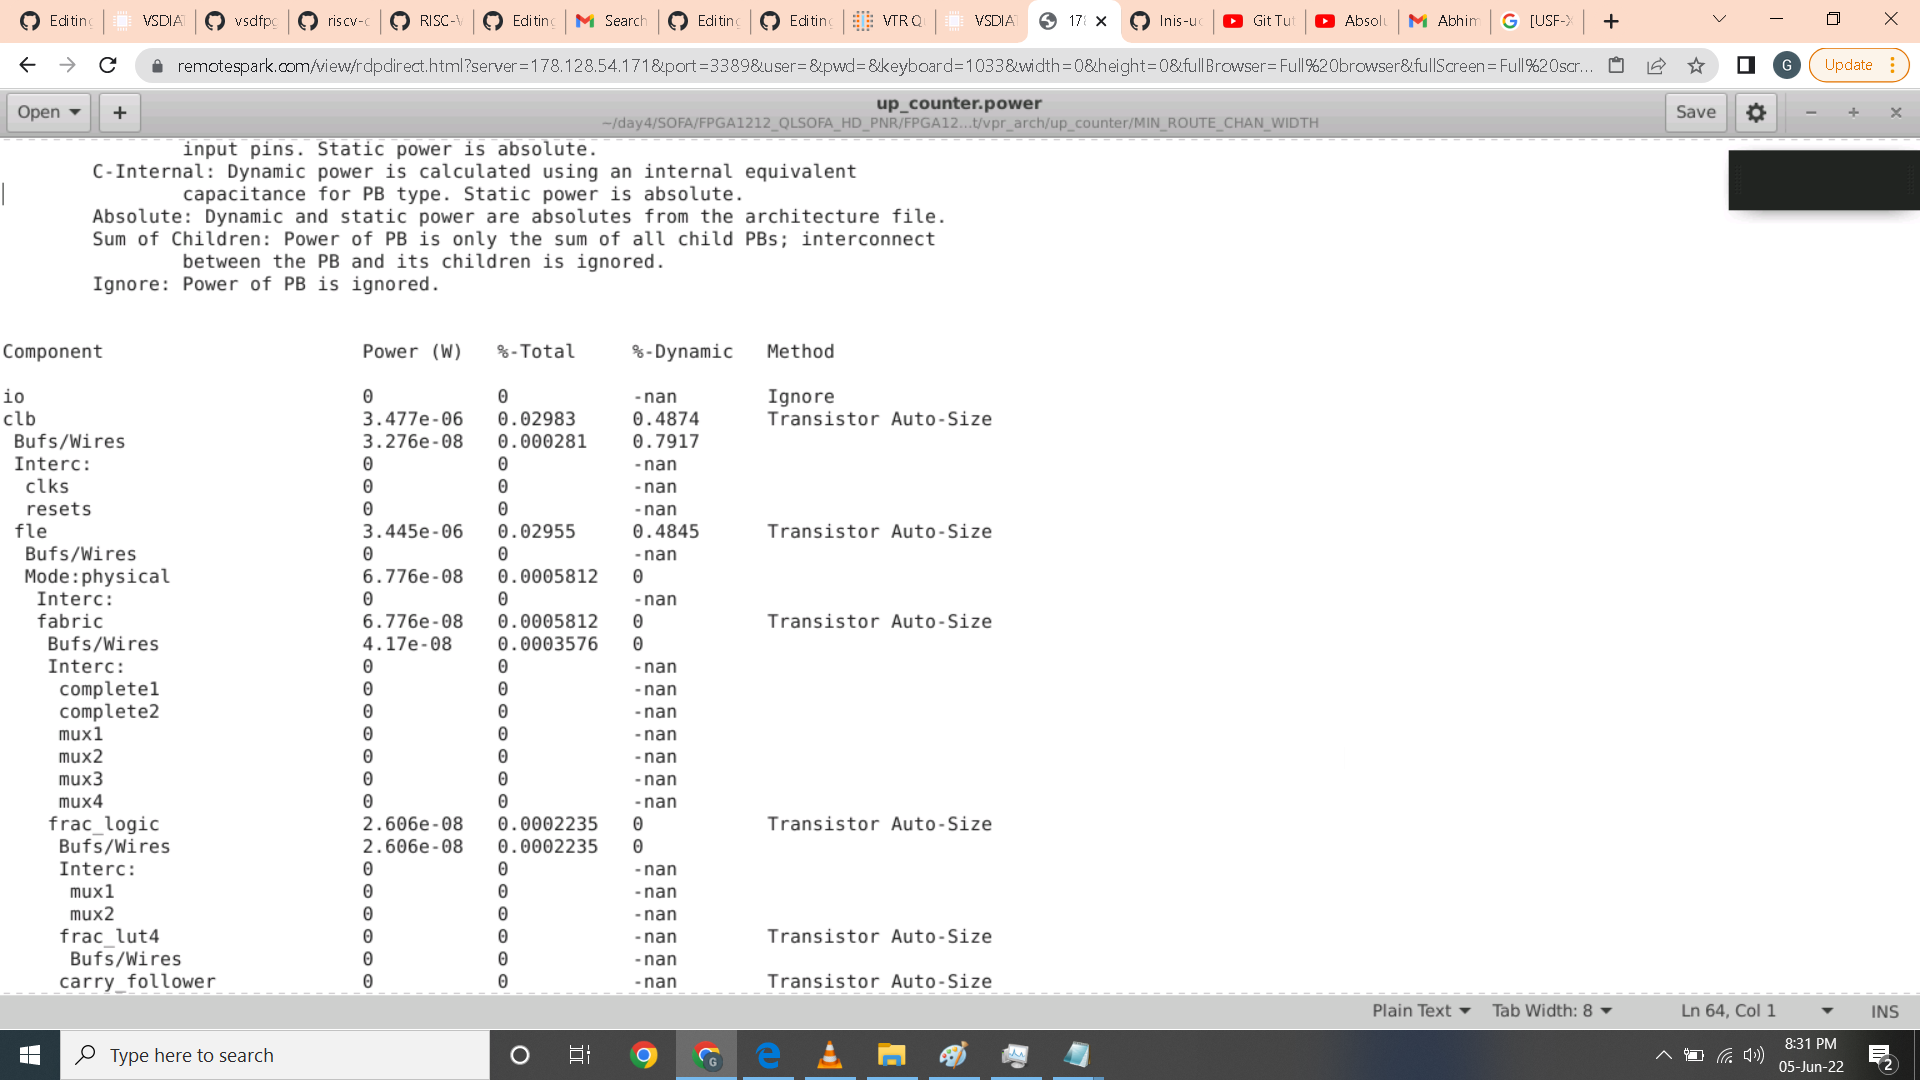 Editing
VSDIAT
vsdfpg
riscv-c
RISC-V
Editing
Search
Editing
Editing
VTR Q
VSDIAT
178
lnis-uc
Git Tut
Absolu
Abhim
[USF-X
remotespark.com/view/rdpdirect.html?server=178.128.54.171&port=3389&user=&pwd=&keyboard=1033&width=0&height=0&fullBrowser=Full%20browser&fullScreen=Full%20scr...
G
Update
Open
up_counter.power
~/day4/SOFA/FPGA1212_QLSOFA_HD_PNR/FPGA12...t/vpr_arch/up_counter/MIN_ROUTE_CHAN_WIDTH
Save
input pins. Static power is absolute.
C-Internal: Dynamic power is calculated using an internal equivalent
capacitance for PB type. Static power is absolute.
Absolute: Dynamic and static power are absolutes from the architecture file.
Sum of Children: Power of PB is only the sum of all child PBs; interconnect
between the PB and its children is ignored.
Ignore: Power of PB is ignored.
Component Power (W) %-Total %-Dynamic Method
io 0 0 -nan Ignore
clb 3.477e-06 0.02983 0.4874 Transistor Auto-Size
Bufs/Wires 3.276e-08 0.000281 0.7917
Interc: 0 0 -nan
clks 0 0 -nan
resets 0 0 -nan
fle 3.445e-06 0.02955 0.4845 Transistor Auto-Size
Bufs/Wires 0 0 -nan
Mode:physical 6.776e-08 0.0005812 0
Interc: 0 0 -nan
fabric 6.776e-08 0.0005812 0 Transistor Auto-Size
Bufs/Wires 4.17e-08 0.0003576 0
Interc: 0 0 -nan
complete1 0 0 -nan
complete2 0 0 -nan
mux1 0 0 -nan
mux2 0 0 -nan
mux3 0 0 -nan
mux4 0 0 -nan
frac_logic 2.606e-08 0.0002235 0 Transistor Auto-Size
Bufs/Wires 2.606e-08 0.0002235 0
Interc: 0 0 -nan
mux1 0 0 -nan
mux2 0 0 -nan
frac_lut4 0 0 -nan Transistor Auto-Size
Bufs/Wires 0 0 -nan
carry_follower 0 0 -nan Transistor Auto-Size
Plain Text Tab Width: 8 Ln 64, Col 1 INS
Type here to search
G
8:31 PM
05-Jun-22
2